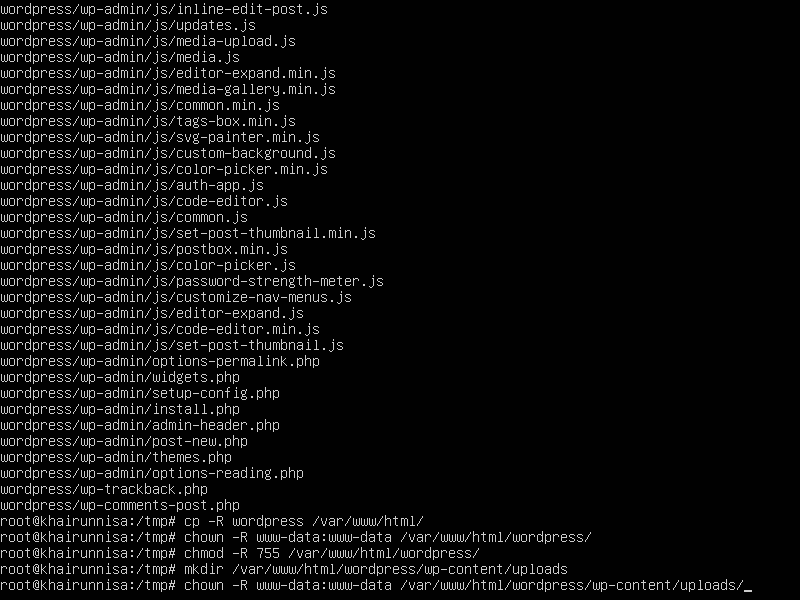 wordpress/wp-admin/js/inline-edit-post.js
wordpress/wp-admin/js/updates.js
wordpress/wp-admin/js/media-upload.js
wordpress/wp-admin/js/media.js
wordpress/wp-admin/js/editor-expand.min.js
wordpress/wp-admin/js/media-gallery.min.js
wordpress/wp-admin/js/common.min.js
wordpress/wp-admin/js/tags-box.min.js
wordpress/wp-admin/js/svg-painter.min.js
wordpress/wp-admin/js/custom-background.js
wordpress/wp-admin/js/color-picker.min.js
wordpress/wp-admin/js/auth-app.js
wordpress/wp-admin/js/code-editor.js
wordpress/wp-admin/js/common.js
wordpress/wp-admin/js/set-post-thumbnail.min.js
wordpress/wp-admin/js/postbox.min.js
wordpress/wp-admin/js/color-picker.js
wordpress/wp-admin/js/password-strength-meter.js
wordpress/wp-admin/js/customize-nav-menus.js
wordpress/wp-admin/js/editor-expand.js
wordpress/wp-admin/js/code-editor.min.js
wordpress/wp-admin/js/set-post-thumbnail.js
wordpress/wp-admin/options-permalink.php
wordpress/wp-admin/widgets.php
wordpress/wp-admin/setup-config.php
wordpress/wp-admin/install.php
wordpress/wp-admin/admin-header.php
wordpress/wp-admin/post-new.php
wordpress/wp-admin/themes.php
wordpress/wp-admin/options-reading.php
wordpress/wp-trackback.php
wordpress/wp-comments-post.php
root@khairunnisa:/tmp# cp -R wordpress /var/www/html/
root@khairunnisa:/tmp# chown -R www-data:www-data /var/www/html/wordpress/
root@khairunnisa:/tmp# chmod -R 755 /var/www/html/wordpress/
root@khairunnisa:/tmp# mkdir /var/www/html/wordpress/wp-content/uploads
root@khairunnisa:/tmp# chown -R www-data:www-data /var/www/html/wordpress/wp-content/uploads/_